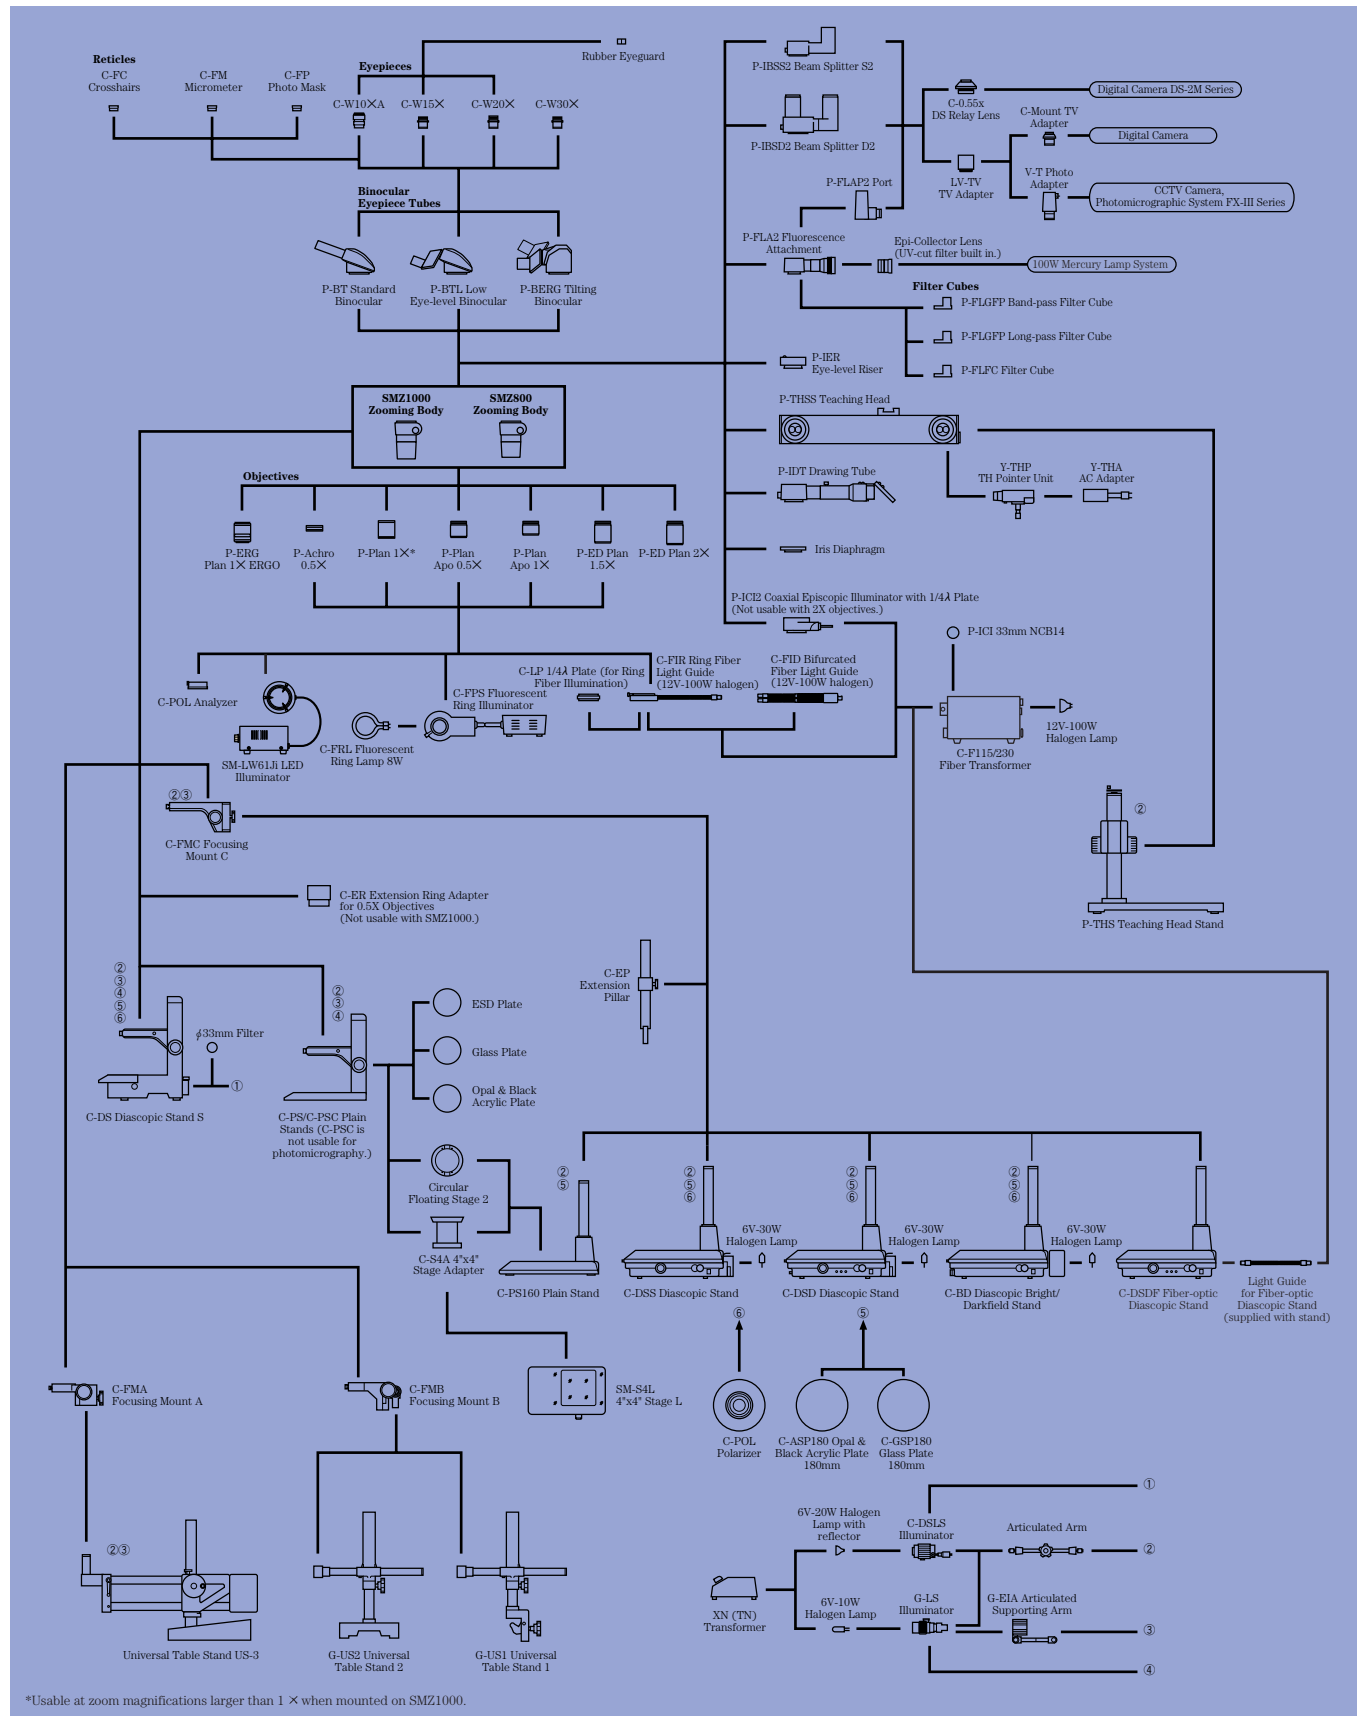 Reticles
C-FC
Crosshairs
C-FM
Micrometer
C-FP
Photo Mask
Eyepieces
C-W10×A
C-W15×
C-W20×
C-W30×
Rubber Eyeguard
Binocular
Eyepiece Tubes
P-BT Standard
Binocular
P-BTL Low
Eye-level Binocular
P-BERG Tilting
Binocular
P-IBSS2 Beam Splitter S2
P-IBSD2 Beam Splitter D2
C-0.55x
DS Relay Lens
Digital Camera DS-2M Series
C-Mount TV
Adapter
Digital Camera
LV-TV
TV Adapter
V-T Photo
Adapter
CCTV Camera,
Photomicrographic System FX-III Series
P-FLAP2 Port
P-FLA2 Fluorescence
Attachment
Epi-Collector Lens
(UV-cut filter built in.)
100W Mercury Lamp System
Filter Cubes
P-FLGFP Band-pass Filter Cube
P-FLGFP Long-pass Filter Cube
P-FLFC Filter Cube
P-IER
Eye-level Riser
SMZ1000
Zooming Body
SMZ800
Zooming Body
P-THSS Teaching Head
Y-THP
TH Pointer Unit
Y-THA
AC Adapter
P-IDT Drawing Tube
Iris Diaphragm
Objectives
P-ERG
Plan 1× ERGO
P-Achro
0.5×
P-Plan 1×*
P-Plan
Apo 0.5×
P-Plan
Apo 1×
P-ED Plan
1.5×
P-ED Plan 2×
P-ICI2 Coaxial Episcopic Illuminator with 1/4λ Plate
(Not usable with 2X objectives.)
P-ICI 33mm NCB14
C-POL Analyzer
SM-LW61Ji LED
Illuminator
C-FRL Fluorescent
Ring Lamp 8W
C-FPS Fluorescent
Ring Illuminator
C-LP 1/4λ Plate (for Ring
Fiber Illumination)
C-FIR Ring Fiber
Light Guide
(12V-100W halogen)
C-FID Bifurcated
Fiber Light Guide
(12V-100W halogen)
C-F115/230
Fiber Transformer
12V-100W
Halogen Lamp
②③
C-FMC Focusing
Mount C
②
P-THS Teaching Head Stand
C-ER Extension Ring Adapter
for 0.5X Objectives
(Not usable with SMZ1000.)
②
③
④
⑤
⑥
ϕ33mm Filter
①
C-DS Diascopic Stand S
②
③
④
C-PS/C-PSC Plain
Stands (C-PSC is
not usable for
photomicrography.)
ESD Plate
Glass Plate
Opal & Black
Acrylic Plate
C-EP
Extension
Pillar
Circular
Floating Stage 2
C-S4A 4"x4"
Stage Adapter
②
⑤
C-PS160 Plain Stand
②
⑤
⑥
6V-30W
Halogen Lamp
C-DSS Diascopic Stand
②
⑤
⑥
6V-30W
Halogen Lamp
C-DSD Diascopic Stand
②
⑤
⑥
6V-30W
Halogen Lamp
C-BD Diascopic Bright/
Darkfield Stand
C-DSDF Fiber-optic
Diascopic Stand
Light Guide
for Fiber-optic
Diascopic Stand
(supplied with stand)
C-FMA
Focusing Mount A
C-FMB
Focusing Mount B
SM-S4L
4"x4" Stage L
⑥
C-POL
Polarizer
⑤
C-ASP180 Opal &
Black Acrylic Plate
180mm
C-GSP180
Glass Plate
180mm
②③
Universal Table Stand US-3
G-US2 Universal
Table Stand 2
G-US1 Universal
Table Stand 1
XN (TN)
Transformer
6V-20W Halogen
Lamp with
reflector
C-DSLS
Illuminator
Articulated Arm
①
②
6V-10W
Halogen Lamp
G-LS
Illuminator
G-EIA Articulated
Supporting Arm
③
④
*Usable at zoom magnifications larger than 1 × when mounted on SMZ1000.